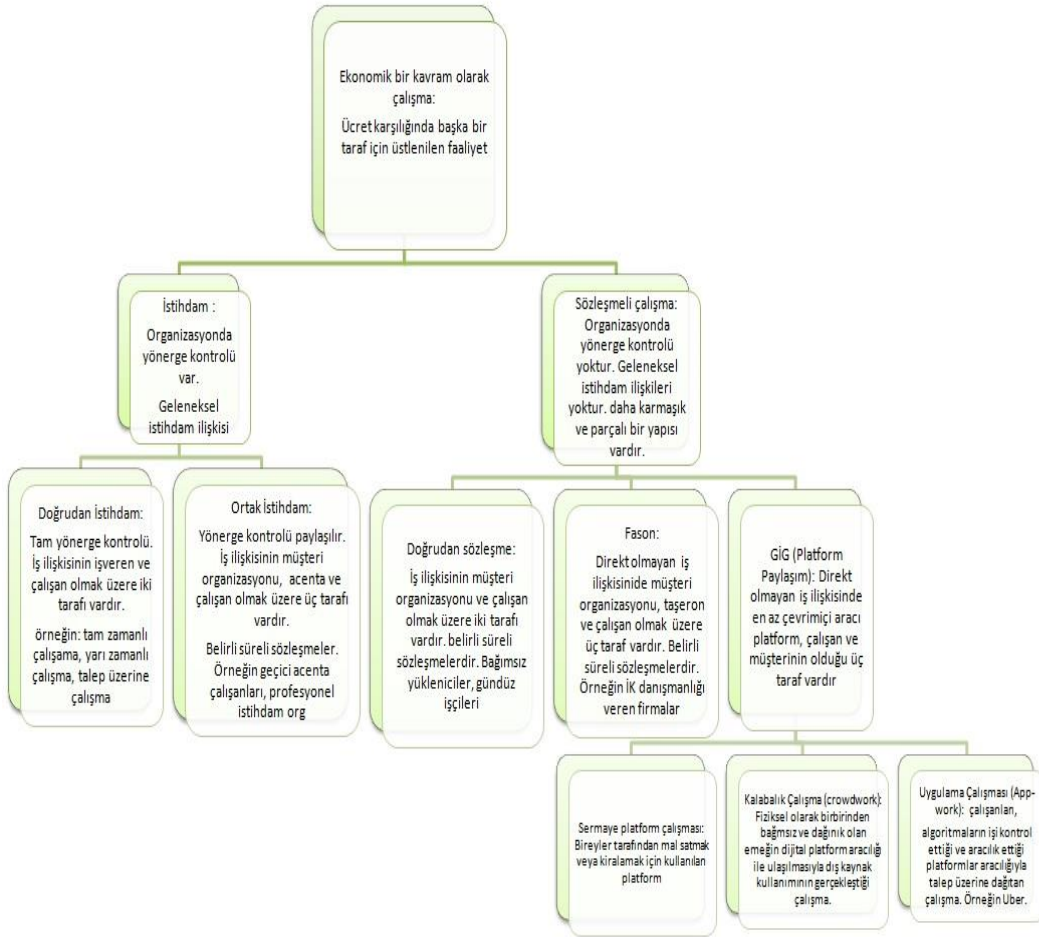 Ekonomik bir kavram olarak
çalışma:
Ücret karşılığında başka bir
taraf için üstlenilen faaliyet
İstihdam :
Organizasyonda
yönerge kontrolü
var.
Geleneksel
istihdam ilişkisi
Sözleşmeli çalışma:
Organizasyonda
yönerge kontrolü
yoktur. Geleneksel
istihdam ilişkileri
yoktur. daha karmaşık
ve parçalı bir yapısı
vardır.
Doğrudan İstihdam:
Tam yönerge kontrolü.
İş ilişkisinin işveren ve
çalışan olmak üzere iki
tarafı vardır.
örneğin: tam zamanlı
çalışama, yarı zamanlı
çalışma, talep üzerine
çalışma
Ortak İstihdam:
Yönerge kontrolü paylaşılır.
İş ilişkisinin müşteri
organizasyonu, acenta ve
çalışan olmak üzere üç tarafı
vardır.
Belirli süreli sözleşmeler.
Örneğin geçici acenta
çalışanları, profesyonel
istihdam org
Doğrudan sözleşme:
İş ilişkisinin müşteri
organizasyonu ve çalışan
olmak üzere iki tarafı
vardır. belirli süreli
sözleşmelerdir. Bağımsız
yükleniciler, gündüz
işçileri
Fason:
Direkt olmayan iş
ilişkisinide müşteri
organizasyonu, taşeron
ve çalışan olmak üzere
üç taraf vardır. Belirli
süreli sözleşmelerdir.
Örneğin İK danışmanlığı
veren firmalar
GİG (Platform
Paylaşım): Direkt
olmayan iş ilişkisinde
en az çevrimiçi aracı
platform, çalışan ve
müşterinin olduğu üç
taraf vardır
Sermaye platform çalışması:
Bireyler tarafından mal satmak
veya kiralamak için kullanılan
platform
Kalabalık Çalışma (crowdwork):
Fiziksel olarak birbirinden
bağmsız ve dağınık olan
emeğin dijital platform aracılığı
ile ulaşılmasıyla dış kaynak
kullanımının gerçekleştiği
çalışma.
Uygulama Çalışması (App-
work): çalışanları,
algoritmaların işi kontrol
ettiği ve aracılık ettiği
platformlar aracılığıyla
talep üzerine dağıtan
çalışma. Örneğin Uber.